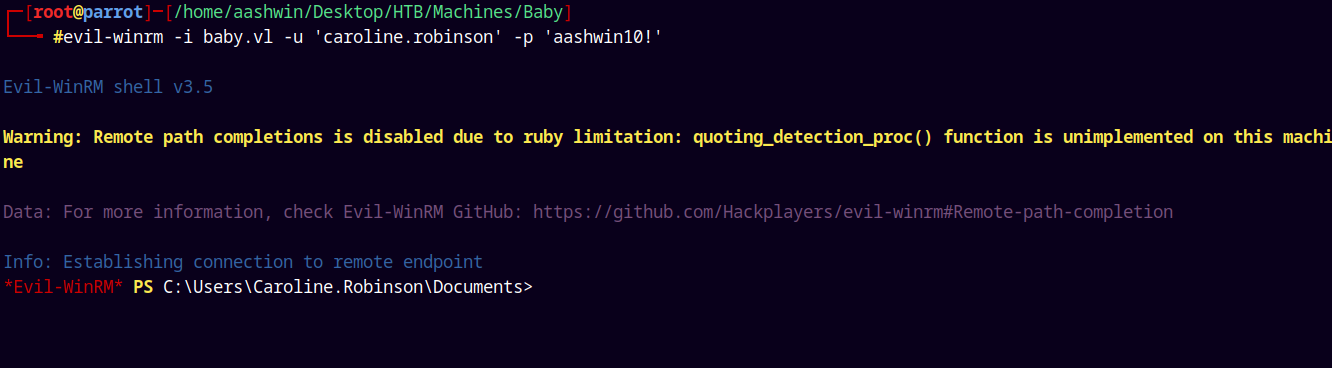 ┌─[root@parrot]─[/home/aashwin/Desktop/HTB/Machines/Baby]
└──╼ #evil-winrm -i baby.vl -u 'caroline.robinson' -p 'aashwin10!'
Evil-WinRM shell v3.5
Warning: Remote path completions is disabled due to ruby limitation: quoting_detection_proc() function is unimplemented on this machi
ne
Data: For more information, check Evil-WinRM GitHub: https://github.com/Hackplayers/evil-winrm#Remote-path-completion
Info: Establishing connection to remote endpoint
*Evil-WinRM* PS C:\Users\Caroline.Robinson\Documents>